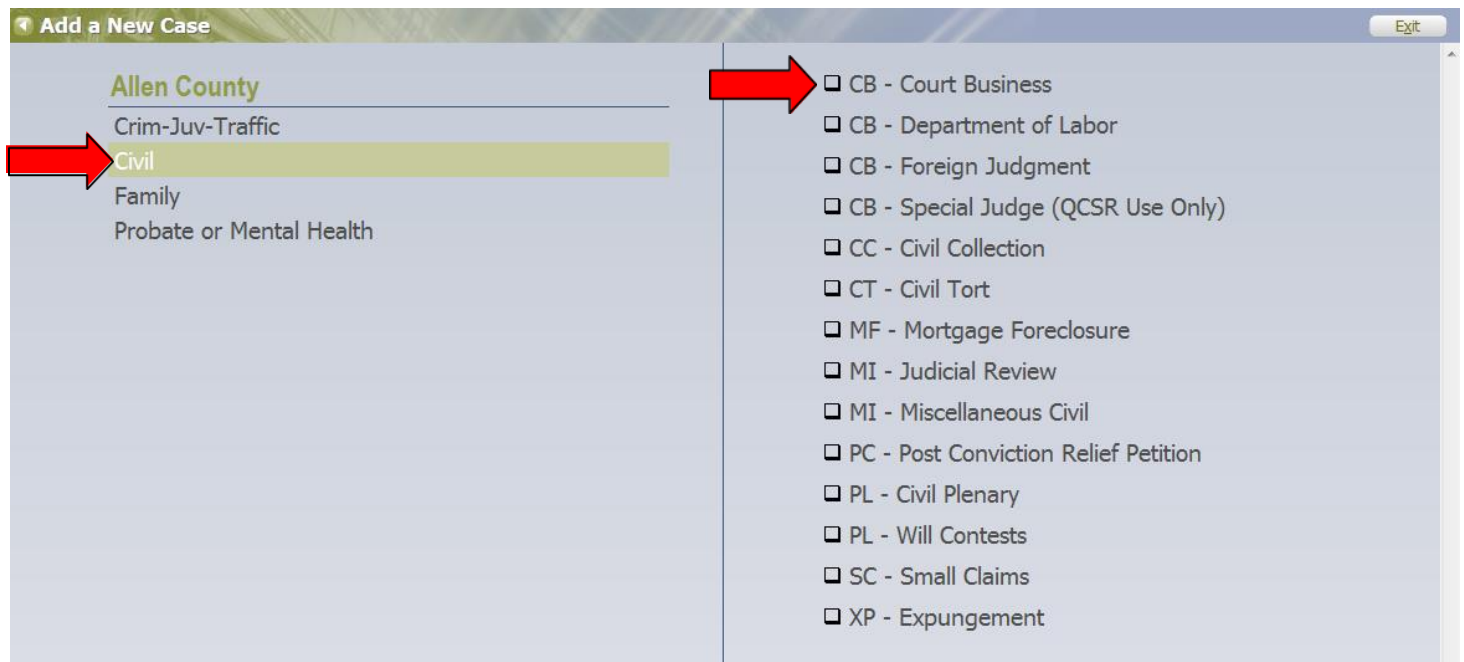 Add a New Case
Exit
Allen County
Crim-Juv-Traffic
Civil
Family
Probate or Mental Health
CB - Court Business
CB - Department of Labor
CB - Foreign Judgment
CB - Special Judge (QCSR Use Only)
CC - Civil Collection
CT - Civil Tort
MF - Mortgage Foreclosure
MI - Judicial Review
MI - Miscellaneous Civil
PC - Post Conviction Relief Petition
PL - Civil Plenary
PL - Will Contests
SC - Small Claims
XP - Expungement